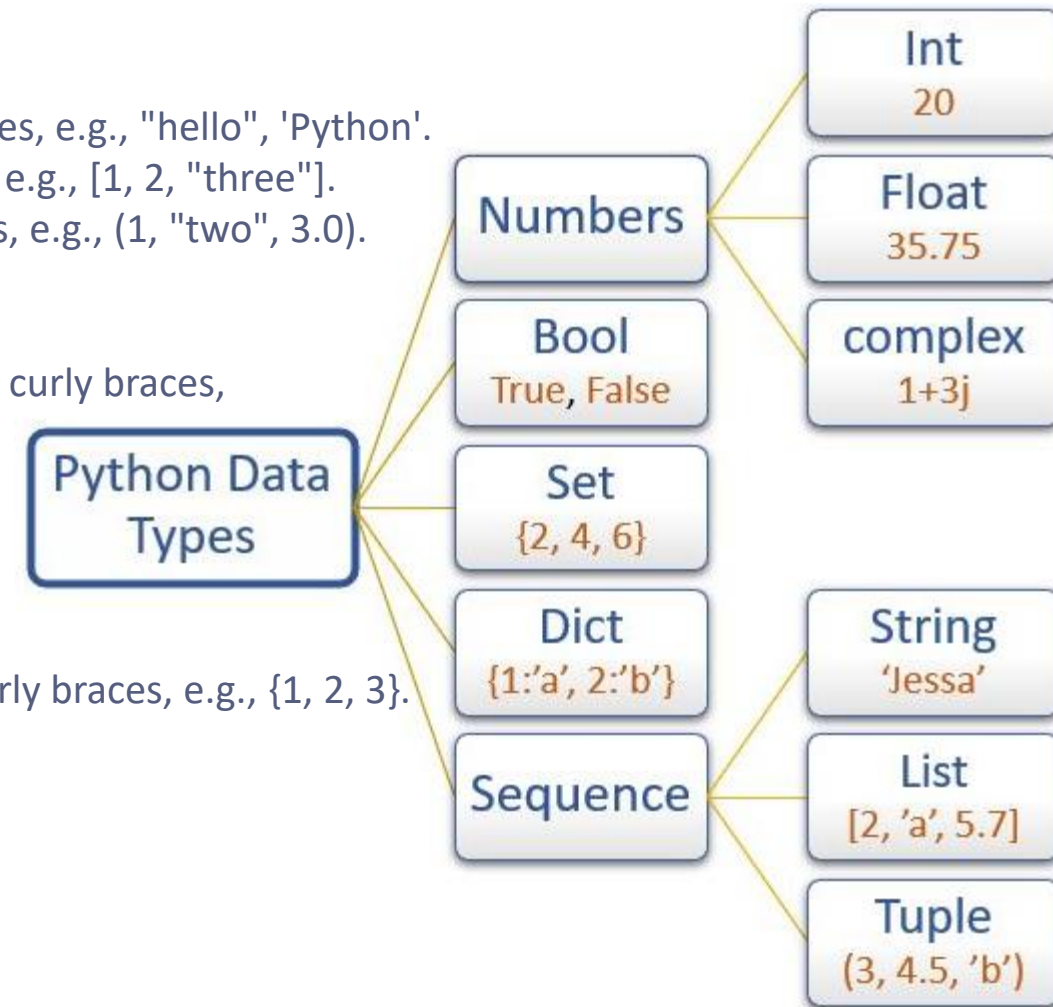 es, e.g., "hello", 'Python'.
e.g., [1, 2, "three"].
s, e.g., (1, "two", 3.0).
curly braces,
rly braces, e.g., {1, 2, 3}.
Python Data
Types
Numbers
Int
20
Float
35.75
complex
1+3j
Bool
True, False
Set
{2, 4, 6}
Dict
{1:’a’, 2:’b’}
Sequence
String
‘Jessa’
List
[2, ’a’, 5.7]
Tuple
(3, 4.5, ’b’)